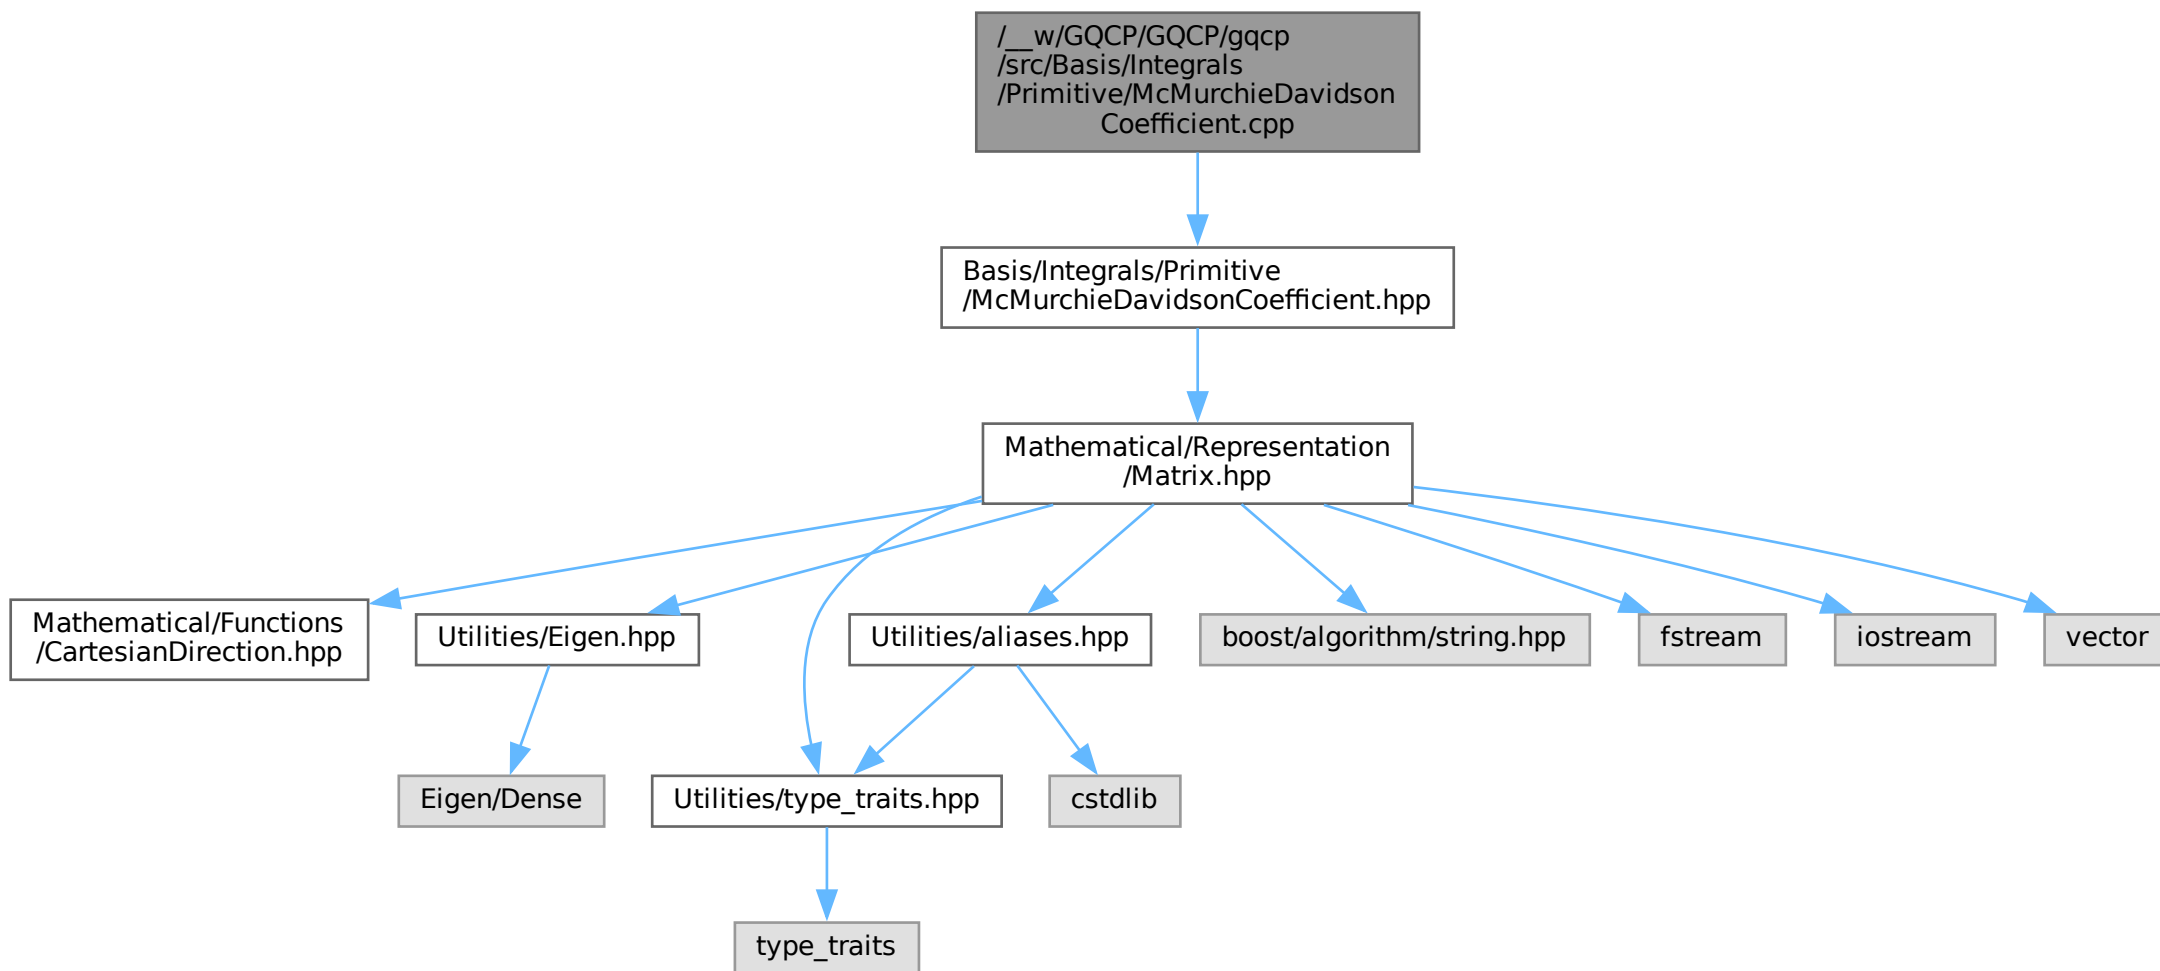 /__w/GQCP/GQCP/gqcp
/src/Basis/Integrals
/Primitive/McMurchieDavidson
Coefficient.cpp
Basis/Integrals/Primitive
/McMurchieDavidsonCoefficient.hpp
Mathematical/Representation
/Matrix.hpp
Mathematical/Functions
/CartesianDirection.hpp
Utilities/Eigen.hpp
Utilities/aliases.hpp
boost/algorithm/string.hpp
fstream
iostream
vector
Eigen/Dense
Utilities/type_traits.hpp
cstdlib
type_traits